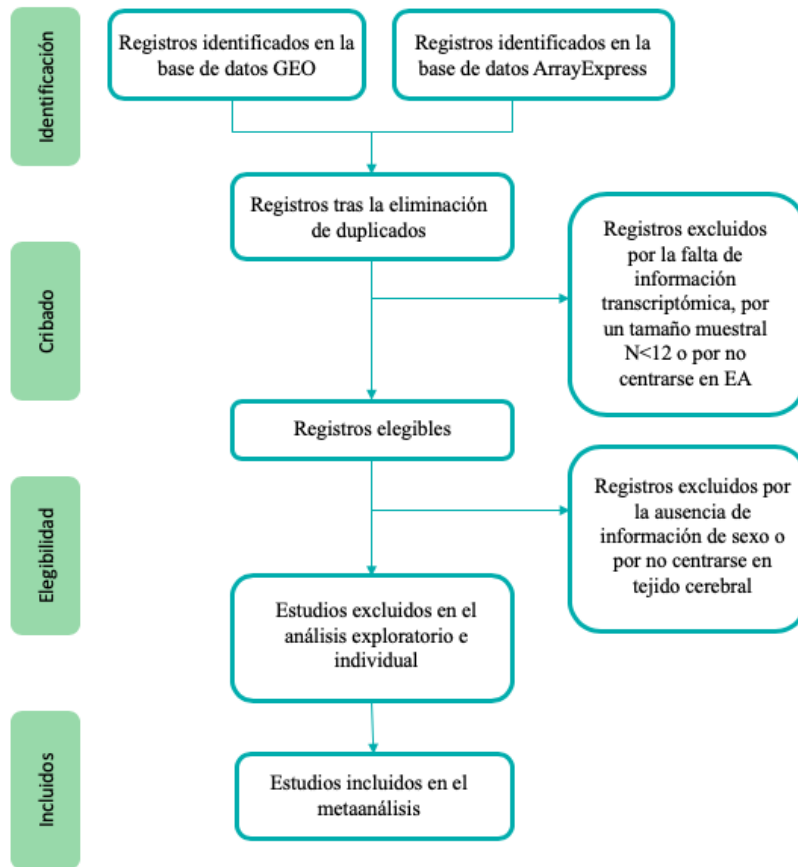 Identificación
Registros identificados en la
base de datos GEO
Registros identificados en la
base de datos ArrayExpress
Registros tras la eliminación
de duplicados
Cribado
Registros excluidos
por la falta de
información
transcriptómica, por
un tamaño muestral
N<12 o por no
centrarse en EA
Registros elegibles
Elegibilidad
Registros excluidos por
la ausencia de
información de sexo o
por no centrarse en
tejido cerebral
Estudios excluidos en el
análisis exploratorio e
individual
Incluidos
Estudios incluidos en el
metaanálisis